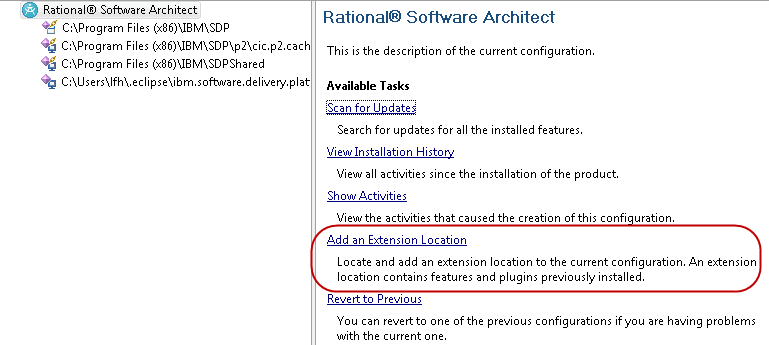 Rational® Software Architect
C:\Program Files (x86)\IBM\SDP
C:\Program Files (x86)\IBM\SDP\p2\cic.p2.cach
C:\Program Files (x86)\IBM\SDPShared
C:\Users\lfh\.eclipse\ibm.software.delivery.plat
Rational® Software Architect
This is the description of the current configuration.
Available Tasks
Scan for Updates
Search for updates for all the installed features.
View Installation History
View all activities since the installation of the product.
Show Activities
View the activities that caused the creation of this configuration.
Add an Extension Location
Locate and add an extension location to the current configuration. An extension
location contains features and plugins previously installed.
Revert to Previous
You can revert to one of the previous configurations if you are having problems
with the current one.